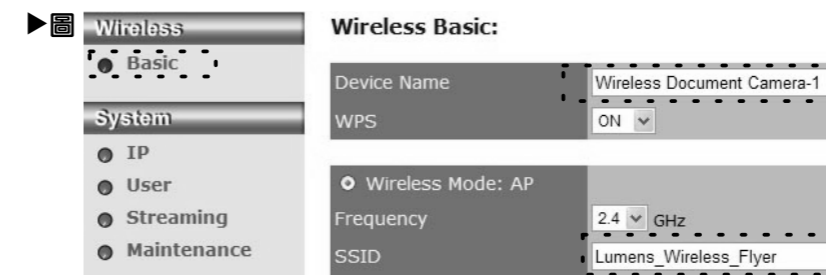 ▶圖
Wireless
Basic
System
IP
User
Streaming
Maintenance
Wireless Basic:
Device Name Wireless Document Camera-1
WPS ON
Wireless Mode: AP
Frequency 2.4 GHz
SSID Lumens_Wireless_Flyer